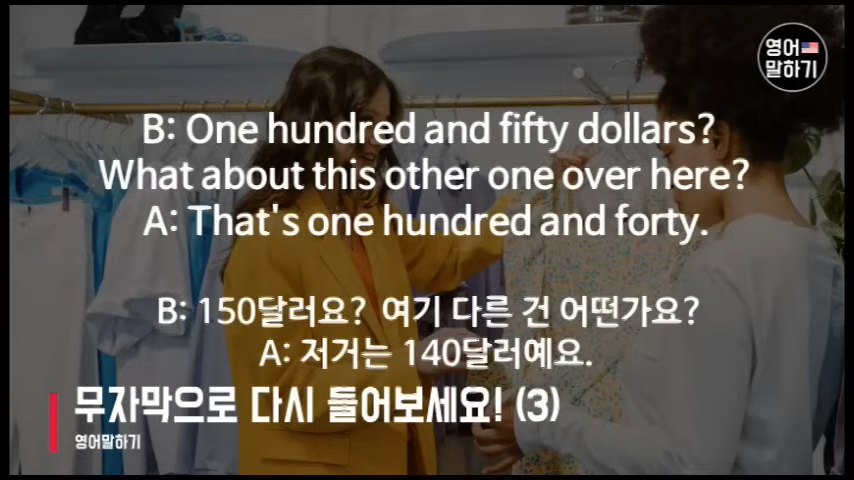 영어
말하기
B: One hundred and fifty dollars?
What about this other one over here?
A: That's one hundred and forty.
B: 150달러요? 여기 다른 건 어떤가요?
A: 저거는 140달러예요.
무자막으로 다시 들어보세요! (3)
영어말하기